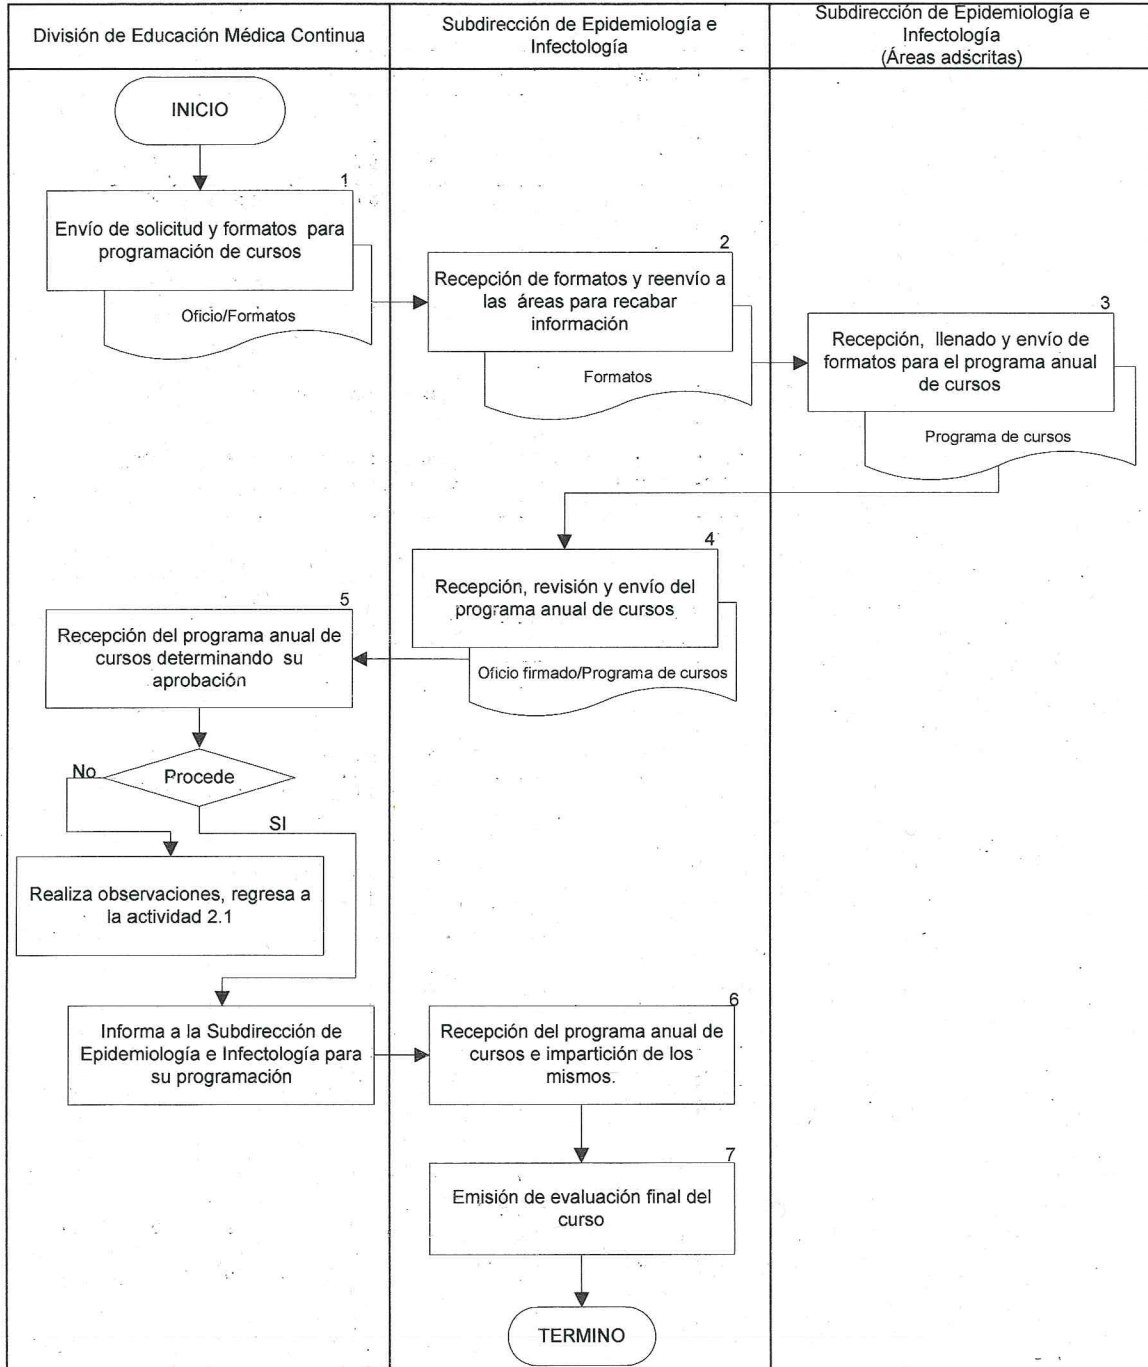 División de Educación Médica Continua
Subdirección de Epidemiología e
Infectología
Subdirección de Epidemiología e
Infectología
(Áreas adscritas)
INICIO
1
Envío de solicitud y formatos para
programación de cursos
Oficio/Formatos
2
Recepción de formatos y reenvío a
las áreas para recabar
información
Formatos
3
Recepción, llenado y envío de
formatos para el programa anual
de cursos
Programa de cursos
4
Recepción, revisión y envío del
programa anual de cursos
Oficio firmado/Programa de cursos
5
Recepción del programa anual de
cursos determinando su
aprobación
Procede
No
SI
Realiza observaciones, regresa a
la actividad 2.1
Informa a la Subdirección de
Epidemiología e Infectología para
su programación
6
Recepción del programa anual de
cursos e impartición de los
mismos.
7
Emisión de evaluación final del
curso
TERMINO